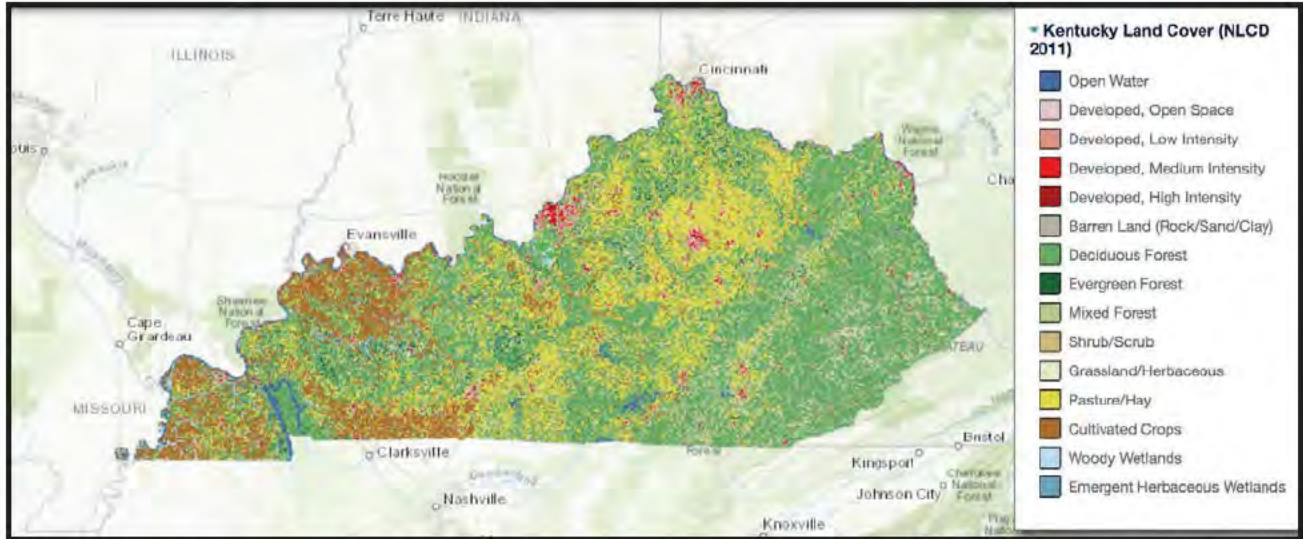 Terre Haute
INDIANA
ILLINOIS
Cincinnati
Wayne
National
Forest
Hoosier
National
Forest
Evansville
Shawnee
National
Forest
Cape
Girardeau
MISSOURI
Clarksville
Nashville
Bristol
Kingsport
Johnson City
Cherokee
National
Forest
Knoxville
Kentucky Land Cover (NLCD
2011)
Open Water
Developed, Open Space
Developed, Low Intensity
Developed, Medium Intensity
Developed, High Intensity
Barren Land (Rock/Sand/Clay)
Deciduous Forest
Evergreen Forest
Mixed Forest
Shrub/Scrub
Grassland/Herbaceous
Pasture/Hay
Cultivated Crops
Woody Wetlands
Emergent Herbaceous Wetlands